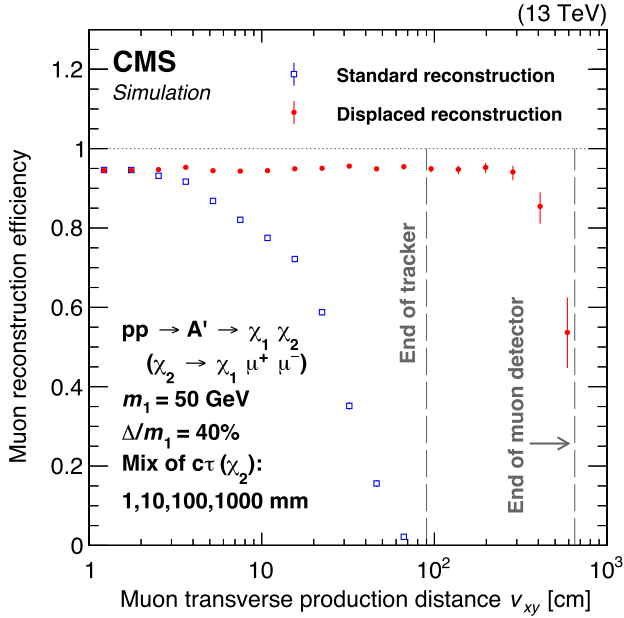 (13 TeV)
CMS
Simulation
Standard reconstruction
Displaced reconstruction
Muon reconstruction efficiency
1.2
1
0.8
0.6
0.4
0.2
0
End of tracker
End of muon detector
pp → A' → χ₁ χ₂
(χ₂ → χ₁ μ⁺ μ⁻)
m₁ = 50 GeV
Δ/m₁ = 40%
Mix of cτ (χ₂):
1,10,100,1000 mm
1 10 10² 10³
Muon transverse production distance v_xy [cm]